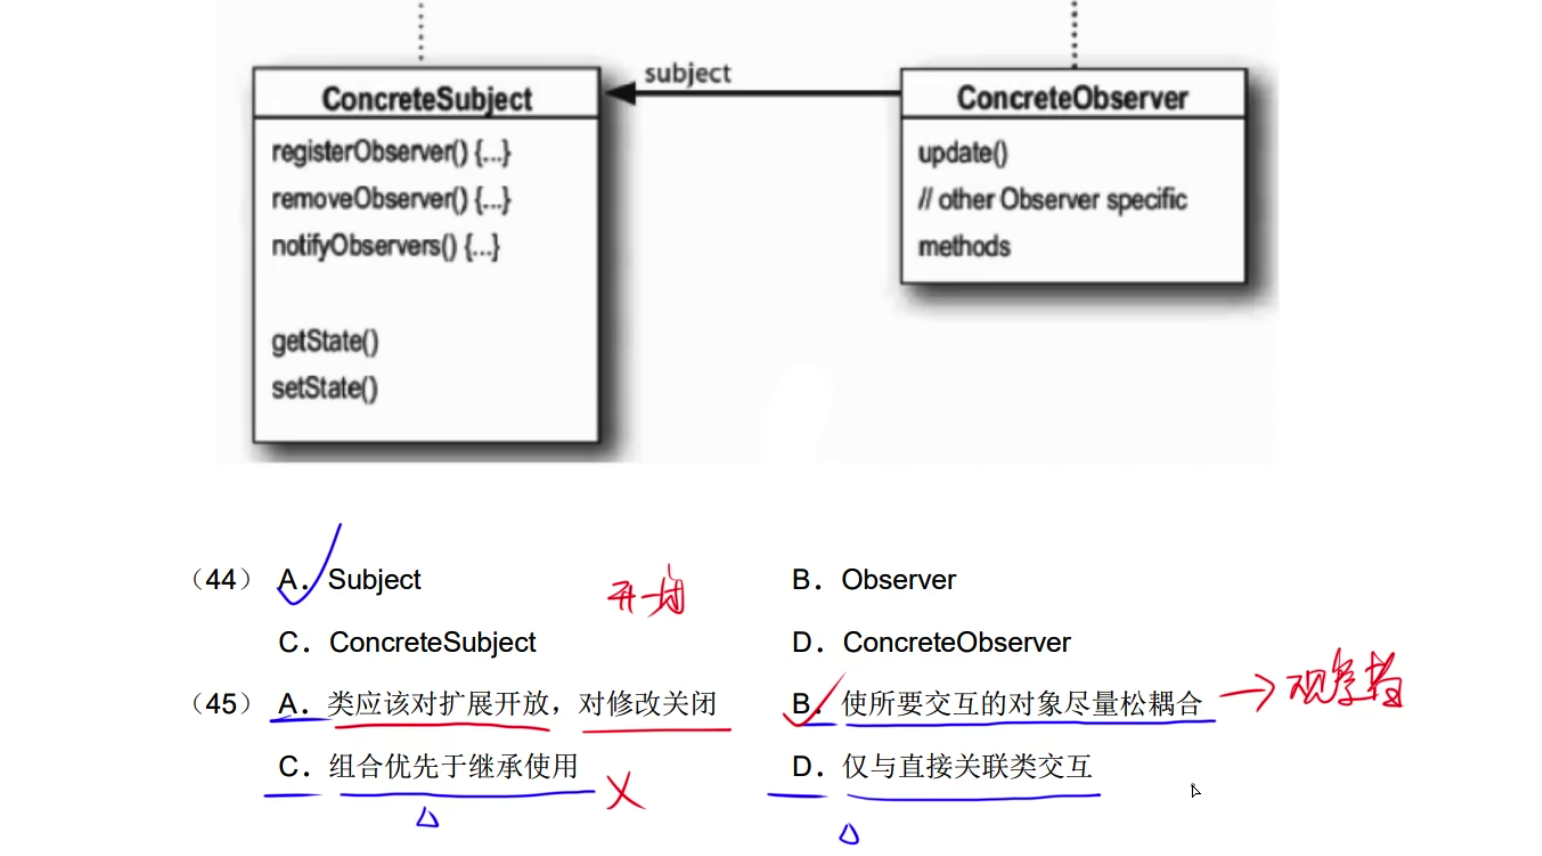 subject
ConcreteSubject
registerObserver() {...}
removeObserver() {...}
notifyObservers() {...}
getState()
setState()
ConcreteObserver
update()
// other Observer specific
methods
（44） A．Subject
开闭
B．Observer
C．ConcreteSubject
D．ConcreteObserver
（45） A．类应该对扩展开放，对修改关闭
B．使所要交互的对象尽量松耦合
→观察者
C．组合优先于继承使用
D．仅与直接关联类交互